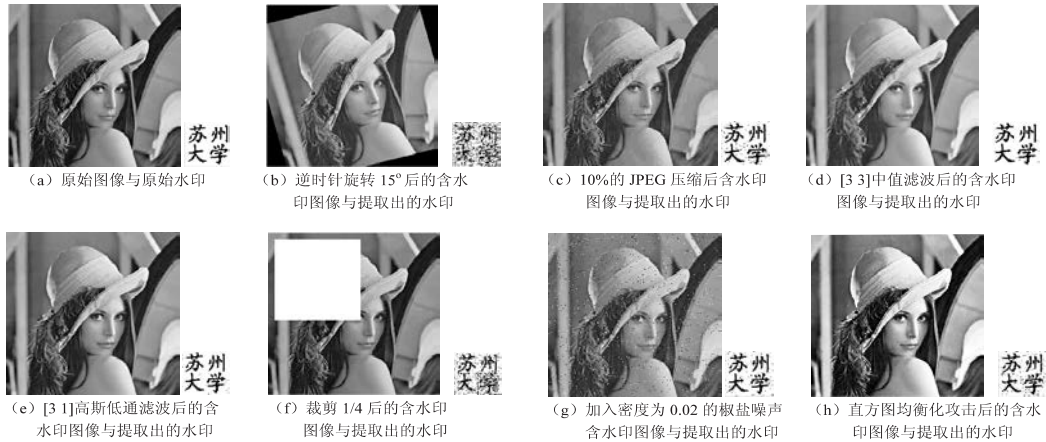 苏州
大学
(a)原始图像与原始水印
苏州
大学
(b)逆时针旋转 15°后的含水
印图像与提取出的水印
苏州
大学
(c)10%的 JPEG 压缩后含水印
图像与提取出的水印
苏州
大学
(d)[3 3]中值滤波后的含水印
图像与提取出的水印
苏州
大学
(e)[3 1]高斯低通滤波后的含
水印图像与提取出的水印
苏州
大学
(f)裁剪 1/4 后的含水印
图像与提取出的水印
苏州
大学
(g)加入密度为 0.02 的椒盐噪声
含水印图像与提取出的水印
苏州
大学
(h)直方图均衡化攻击后的含水
印图像与提取出的水印